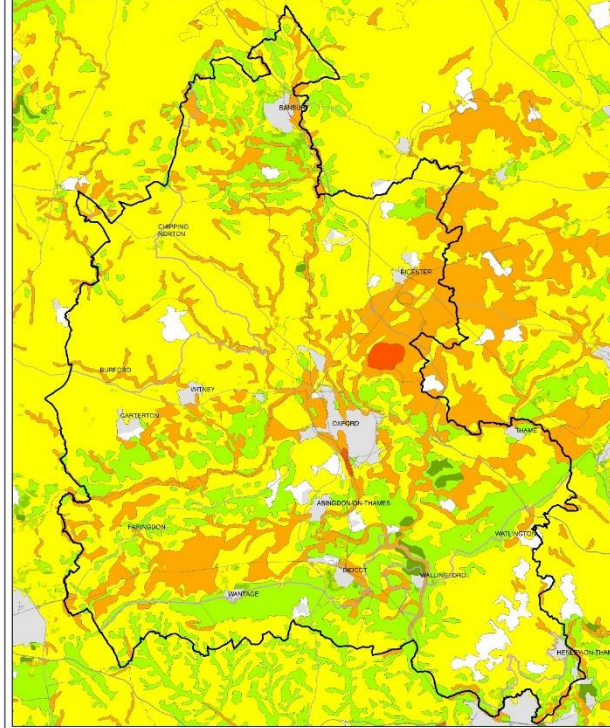 BANBURY
CHIPPING
NORTON
BICESTER
BURFORD
WITNEY
CARTERTON
OXFORD
THAME
ABINGDON-ON-THAMES
FARINGDON
WATLINGTON
DIDCOT
WALLINGFORD
WANTAGE
HENLEY-ON-THAM